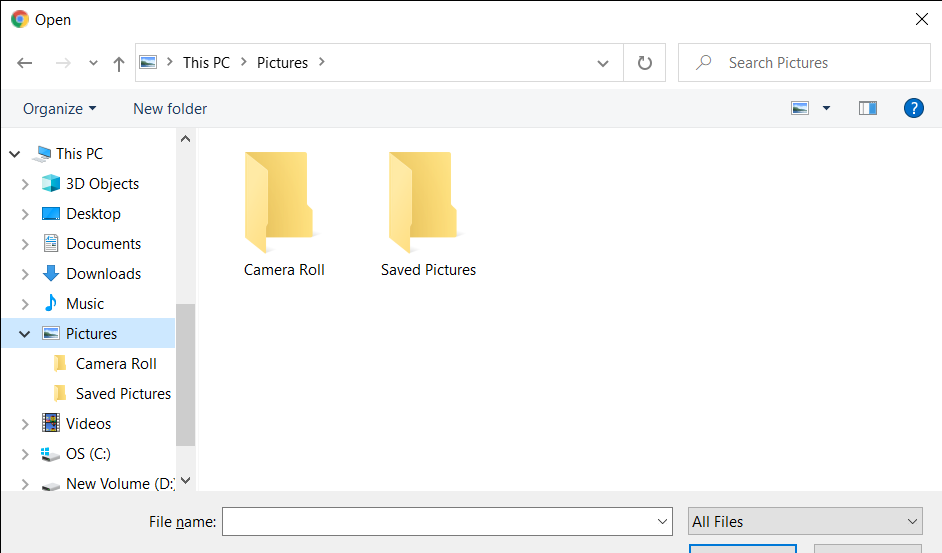 Open
This PC > Pictures >
Search Pictures
Organize
New folder
?
This PC
3D Objects
Desktop
Documents
Downloads
Music
Pictures
Camera Roll
Saved Pictures
Videos
OS (C:)
New Volume (D:)
Camera Roll
Saved Pictures
File name:
All Files